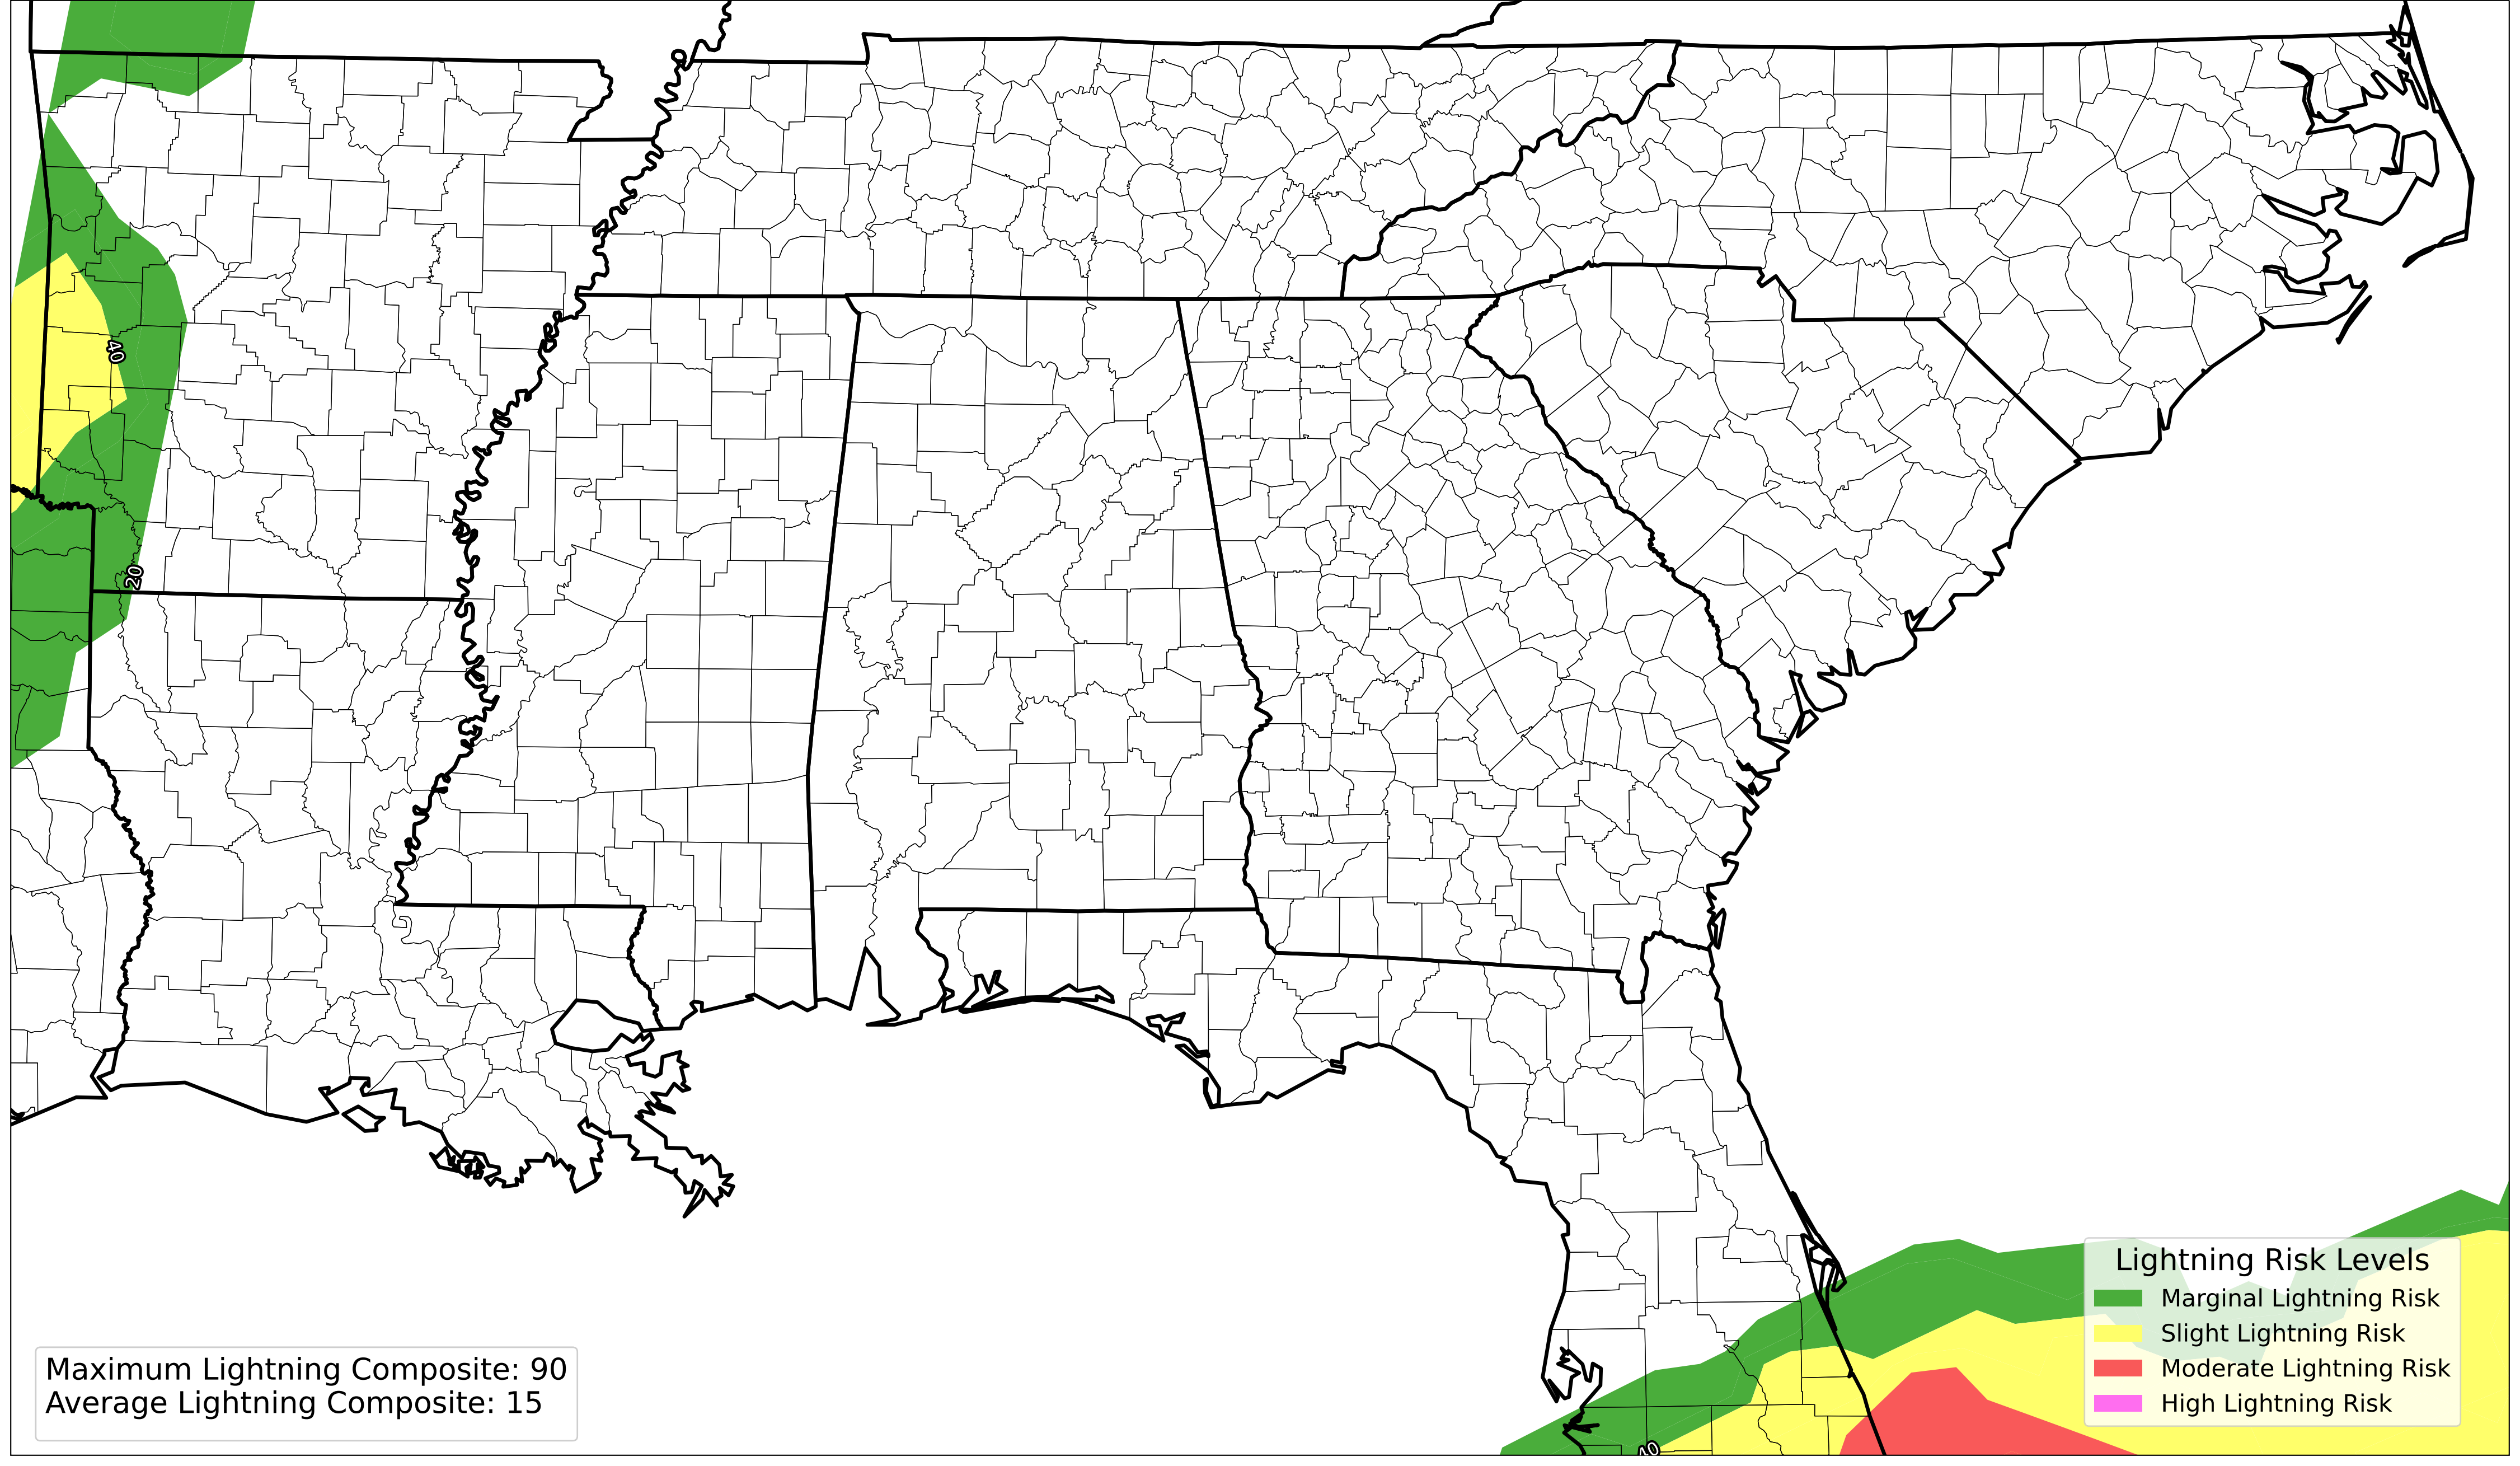 40
20
Lightning Risk Levels
Marginal Lightning Risk
Slight Lightning Risk
Moderate Lightning Risk
High Lightning Risk
Maximum Lightning Composite: 90
Average Lightning Composite: 15
40